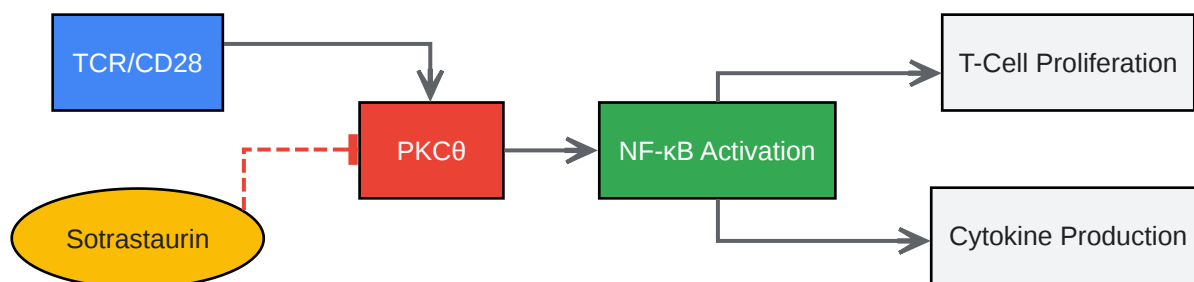 TCR/CD28
T-Cell Proliferation
PKCθ
NF-κB Activation
Sotrastaurin
Cytokine Production